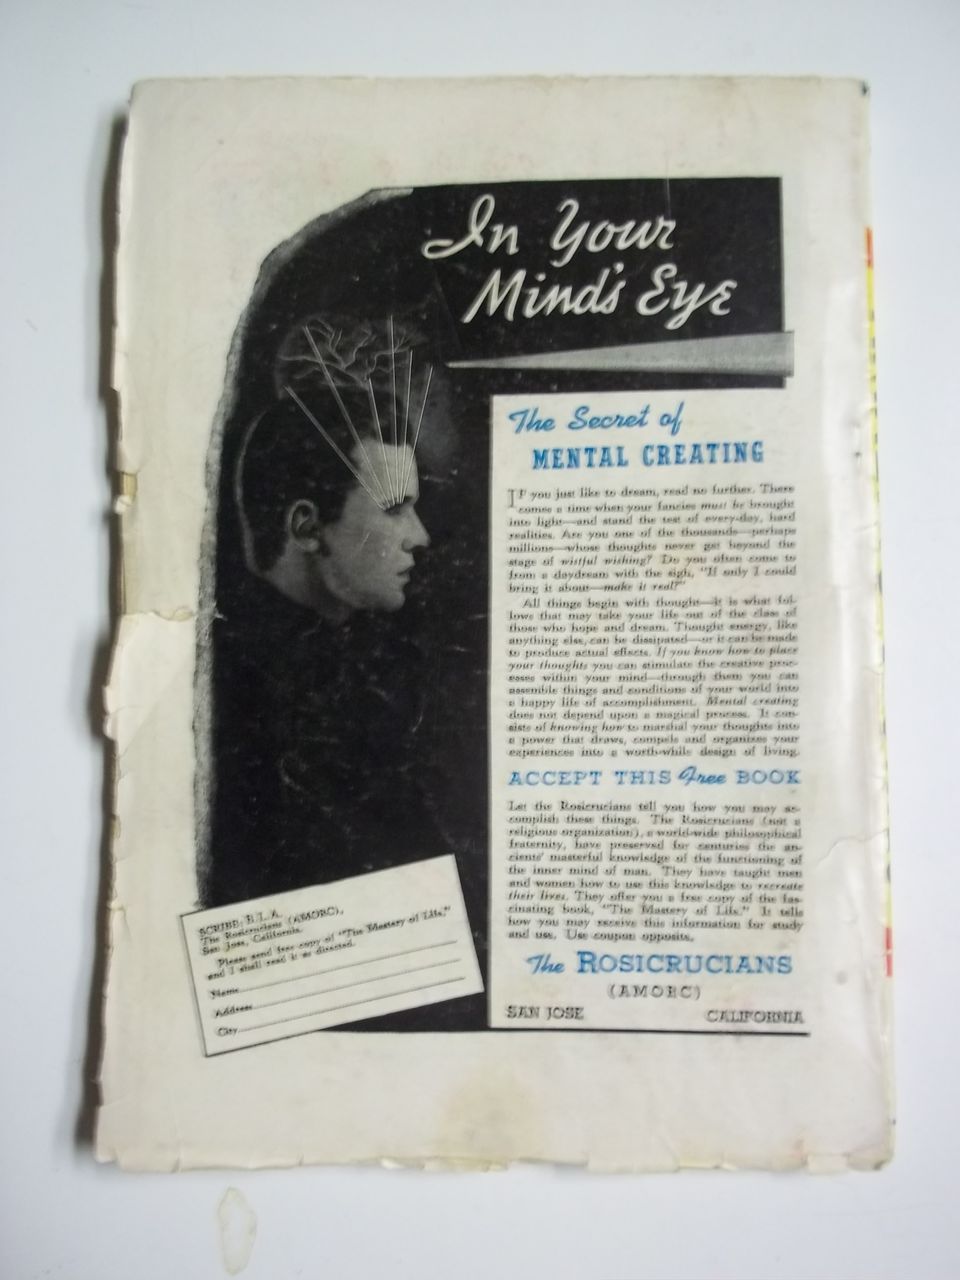 In Your
Mind's Eye
The Secret of
MENTAL CREATING
IF you just like to dream, read no further. There
comes a time when your fancies must be brought
into light—and stand the test of every-day, hard
realities. Are you one of the thousands—perhaps
millions—whose thoughts never get beyond the
stage of wistful wishing? Do you often come to
from a daydream with the sigh, "If only I could
bring it about—make it real?"
All things begin with thought—it is what fol-
lows that may take your life out of the class of
those who hope and dream. Thought energy, like
anything else, can be dissipated—or it can be made
to produce actual effects. If you know how to place
your thoughts you can stimulate the creative proc-
esses within your mind—through them you can
assemble things and conditions of your world into
a happy life of accomplishment. Mental creating
does not depend upon a magical process. It con-
sists of knowing how to marshal your thoughts into
a power that draws, compels and organizes your
experiences into a worth-while design of living.
ACCEPT THIS Free BOOK
Let the Rosicrucians tell you how you may ac-
complish these things. The Rosicrucians (not a
religious organization), a world-wide philosophical
fraternity, have preserved for centuries the an-
cients' masterful knowledge of the functioning of
the inner mind of man. They have taught men
and women how to use this knowledge to recreate
their lives. They offer you a free copy of the fas-
cinating book, "The Mastery of Life." It tells
how you may receive this information for study
and use. Use coupon opposite.
The ROSICRUCIANS
(AMORC)
SAN JOSE CALIFORNIA
SCRIBE: B.L.A.
The Rosicrucians (AMORC),
San Jose, California.
Please send free copy of "The Mastery of Life,"
and I shall read it as directed.
Name
Address
City